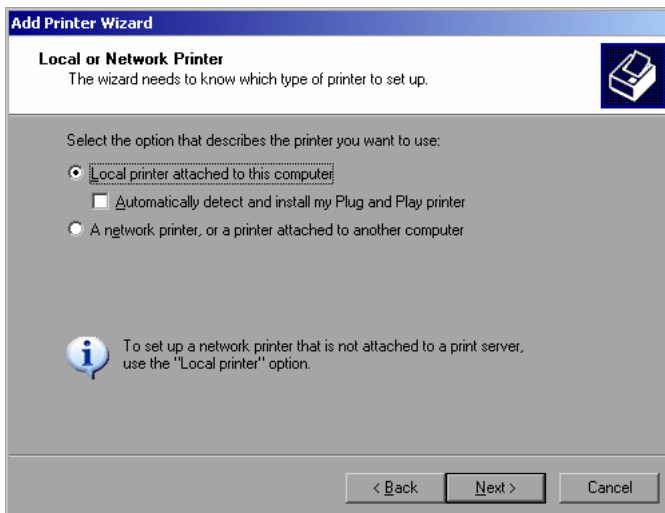 Add Printer Wizard
Local or Network Printer
The wizard needs to know which type of printer to set up.
Select the option that describes the printer you want to use:
Local printer attached to this computer
Automatically detect and install my Plug and Play printer
A network printer, or a printer attached to another computer
To set up a network printer that is not attached to a print server,
use the "Local printer" option.
< Back
Next >
Cancel